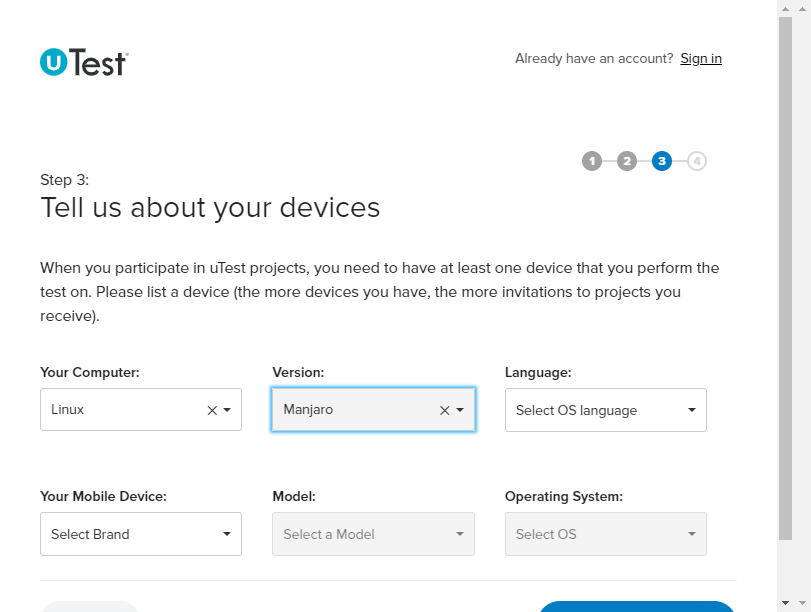 uTest
Already have an account? Sign in
1 2 3 4
Step 3:
Tell us about your devices
When you participate in uTest projects, you need to have at least one device that you perform the
test on. Please list a device (the more devices you have, the more invitations to projects you
receive).
Your Computer: Version: Language:
Linux Manjaro Select OS language
Your Mobile Device: Model: Operating System:
Select Brand Select a Model Select OS